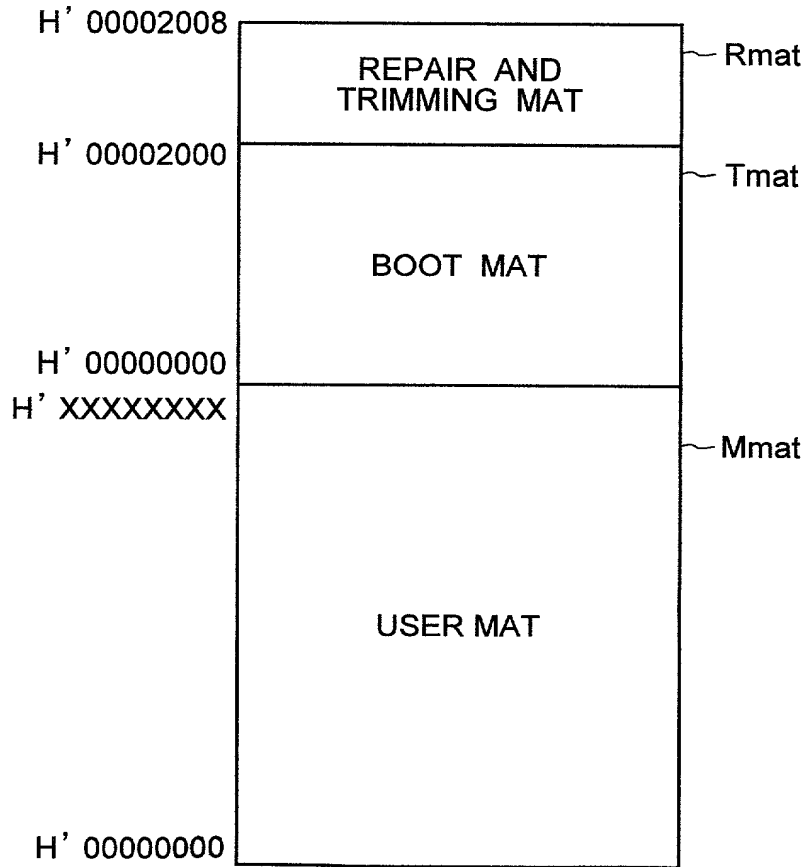 H' 00002008
Rmat
REPAIR AND
TRIMMING MAT
H' 00002000
Tmat
BOOT MAT
H' 00000000
H' XXXXXXXX
Mmat
USER MAT
H' 00000000